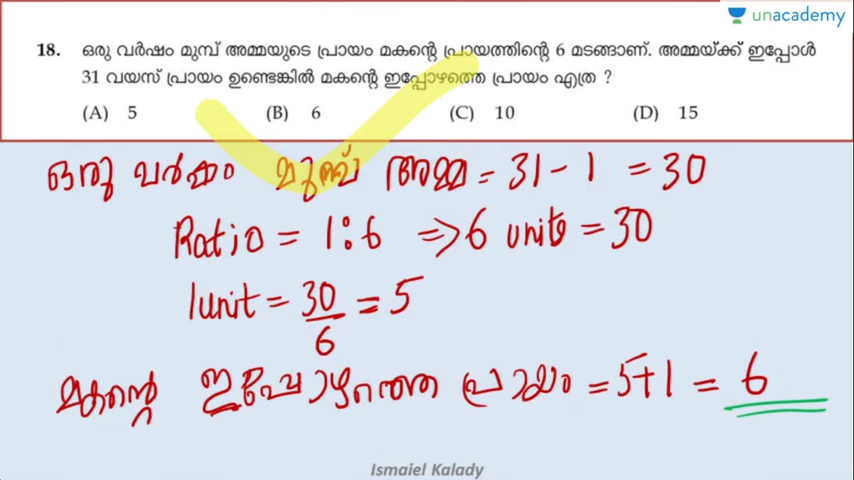 unacademy
18. ഒരു വർഷം മുമ്പ് അമ്മയുടെ പ്രായം മകന്റെ പ്രായത്തിന്റെ 6 മടങ്ങാണ്. അമ്മയ്ക്ക് ഇപ്പോൾ
31 വയസ് പ്രായം ഉണ്ടെങ്കിൽ മകന്റെ ഇപ്പോഴത്തെ പ്രായം എത്ര ?
(A) 5 (B) 6 (C) 10 (D) 15
ഒരു വർഷം മുമ്പ് അമ്മ = 31 - 1 = 30
Ratio = 1:6 => 6 units = 30
1unit = 30/6 = 5
മകന്റെ ഇപ്പോഴത്തെ പ്രായം = 5+1 = 6
Ismaiel Kalady